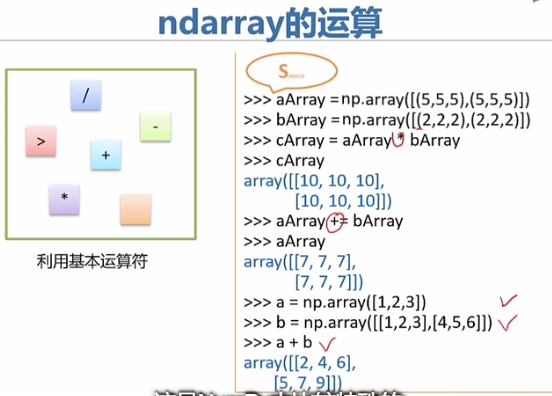 ndarray的运算
/
-
>
+
*
利用基本运算符
Source
>>> aArray = np.array([(5,5,5),(5,5,5)])
>>> bArray = np.array([(2,2,2),(2,2,2)])
>>> cArray = aArray * bArray
>>> cArray
array([[10, 10, 10],
[10, 10, 10]])
>>> aArray += bArray
>>> aArray
array([[7, 7, 7],
[7, 7, 7]])
>>> a = np.array([1,2,3])
>>> b = np.array([[1,2,3],[4,5,6]])
>>> a + b
array([[2, 4, 6],
[5, 7, 9]])